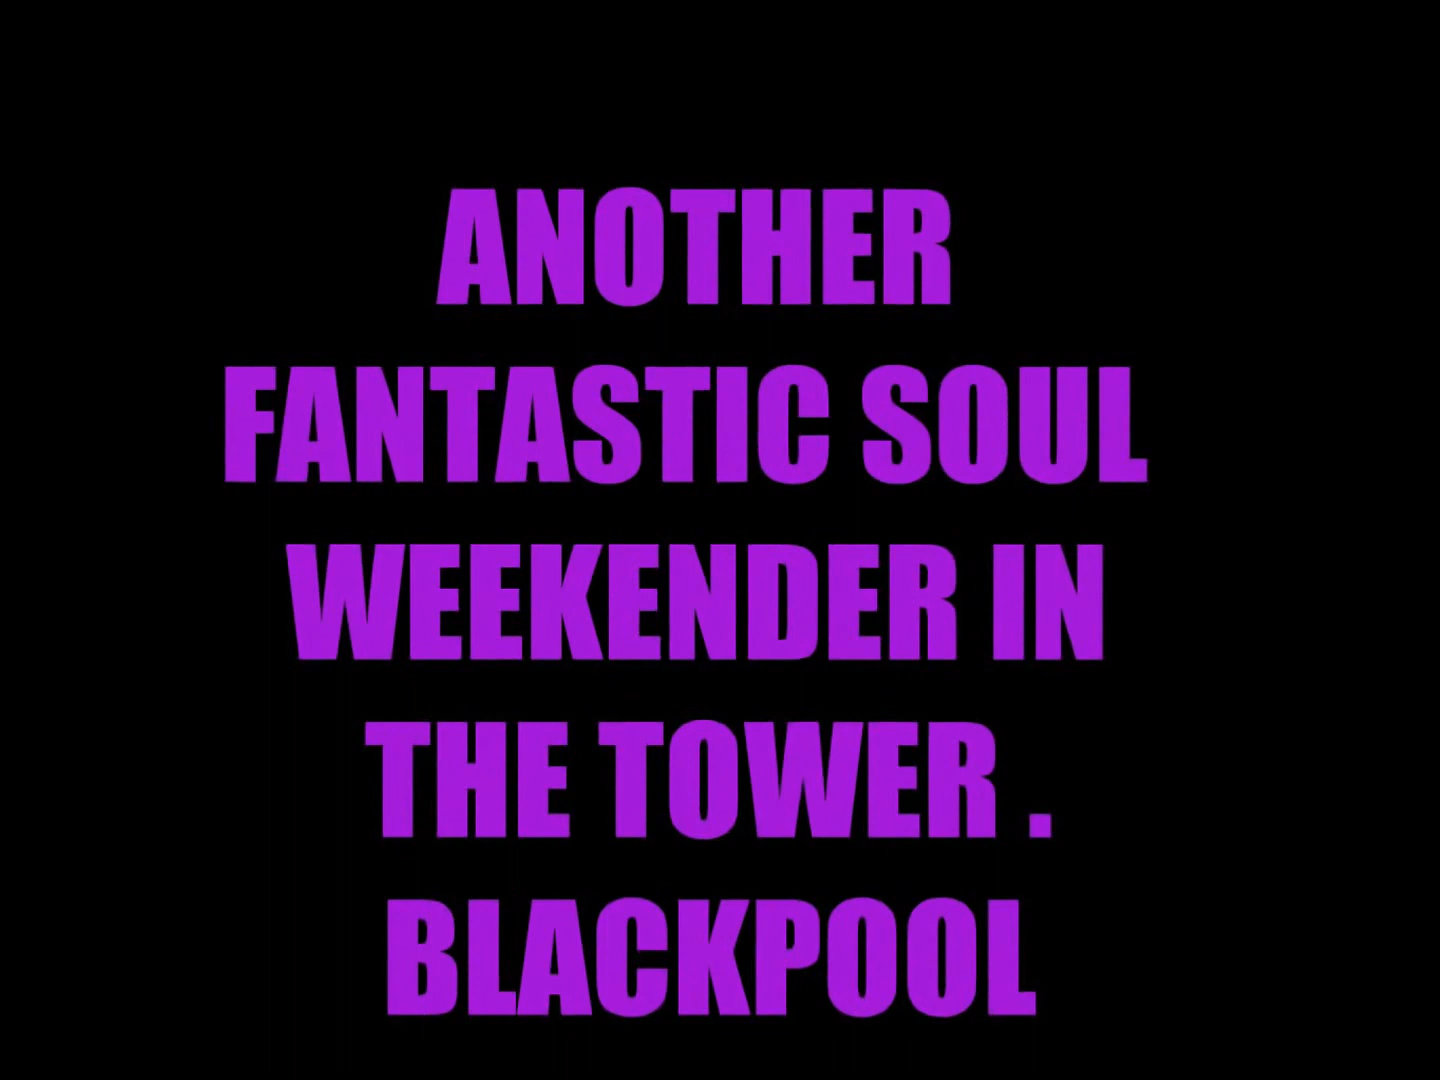 ANOTHER
FANTASTIC SOUL
WEEKENDER IN
THE TOWER .
BLACKPOOL